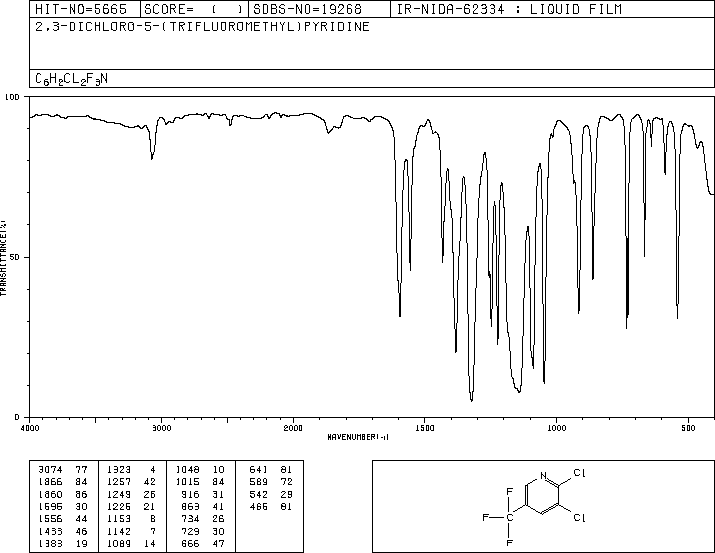 HIT-NO=5665 SCORE= ( ) SDBS-NO=19268 IR-NIDA-62334 : LIQUID FILM
2,3-DICHLORO-5-(TRIFLUOROMETHYL)PYRIDINE
C6H2CL2F3N
100
50
0
TRANSMITTANCE(%)
4000 3000 2000 1500 1000 500
WAVENUMBER(-1)
3074 77 1323 4 1048 10 641 81
1866 84 1257 42 1015 84 589 72
1860 86 1249 26 916 31 542 29
1595 30 1226 21 863 41 466 81
1556 44 1153 8 734 26
1433 46 1142 7 729 30
1383 19 1089 14 666 47
N Cl
F
F Cl
F